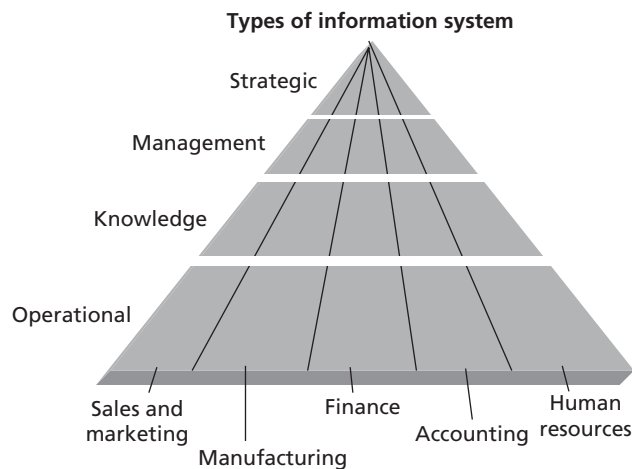 Types of information system
Strategic
Management
Knowledge
Operational
Sales and
marketing
Manufacturing
Finance
Accounting
Human
resources